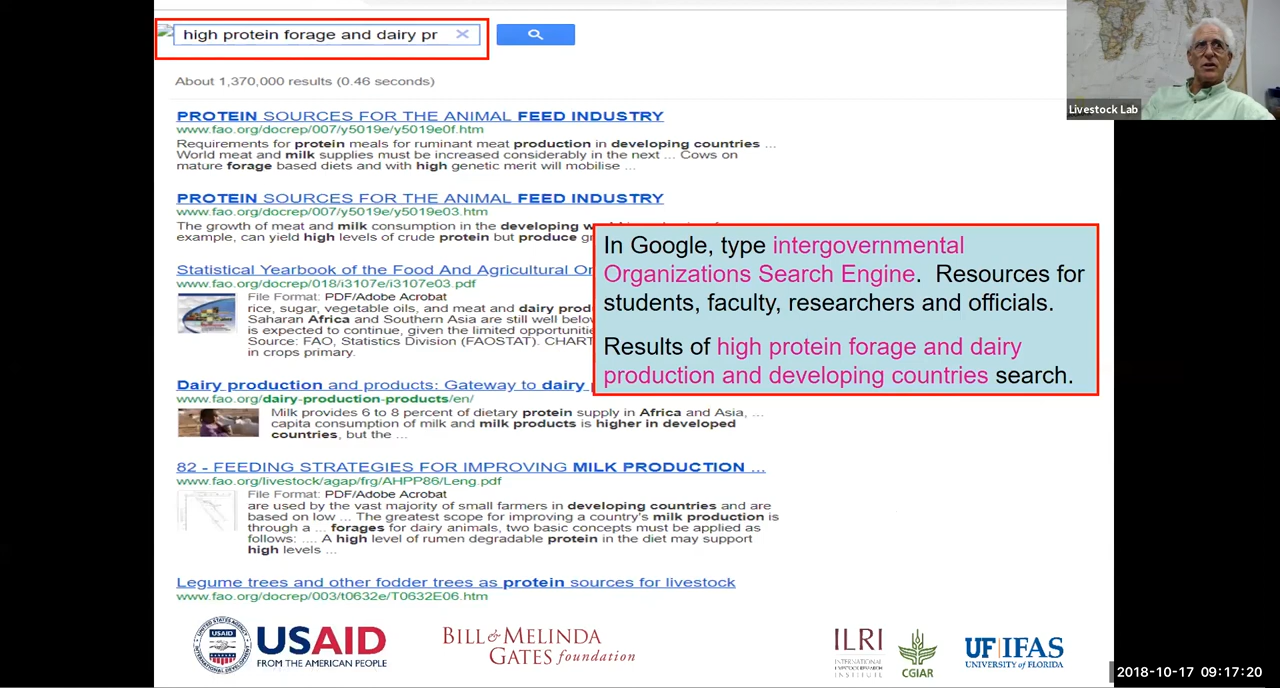 high protein forage and dairy pr
About 1,370,000 results (0.46 seconds)
Livestock Lab
PROTEIN SOURCES FOR THE ANIMAL FEED INDUSTRY
www.fao.org/docrep/007/y5019e/y5019e0f.htm
Requirements for protein meals for ruminant meat production in developing countries ...
World meat and milk supplies must be increased considerably in the next ... Cows on
mature forage based diets and with high genetic merit will mobilise ...
PROTEIN SOURCES FOR THE ANIMAL FEED INDUSTRY
www.fao.org/docrep/007/y5019e/y5019e03.htm
The growth of meat and milk consumption in the developing
example, can yield high levels of crude protein but produce
Statistical Yearbook of the Food And Agricultural
www.fao.org/docrep/018/i3107e/i3107e03.pdf
File Format: PDF/Adobe Acrobat
rice, sugar, vegetable oils, and meat and dairy
Saharan Africa and Southern Asia are still well
is expected to continue, given the limited
Source: FAO, Statistics Division (FAOSTAT). CHART
in crops primary.
In Google, type intergovernmental
Organizations Search Engine. Resources for
students, faculty, researchers and officials.
Results of high protein forage and dairy
production and developing countries search.
Dairy production and products: Gateway to dairy
www.fao.org/dairy-production-products/en/
Milk provides 6 to 8 percent of dietary protein supply in Africa and Asia, ...
capita consumption of milk and milk products is higher in developed
countries, but the ...
82 - FEEDING STRATEGIES FOR IMPROVING MILK PRODUCTION ...
www.fao.org/livestock/agap/frg/AHPP86/Leng.pdf
File Format: PDF/Adobe Acrobat
are used by the vast majority of small farmers in developing countries and are
based on low ... The greatest scope for improving a country's milk production is
through a ... forages for dairy animals, two basic concepts must be applied as
follows: .... A high level of rumen degradable protein in the diet may support
high levels ...
Legume trees and other fodder trees as protein sources for livestock
www.fao.org/docrep/003/t0632e/T0632E06.htm
USAID
FROM THE AMERICAN PEOPLE
BILL & MELINDA
GATES foundation
ILRI
INTERNATIONAL
LIVESTOCK RESEARCH
INSTITUTE
CGIAR
UF IFAS
UNIVERSITY of FLORIDA
2018-10-17 09:17:20